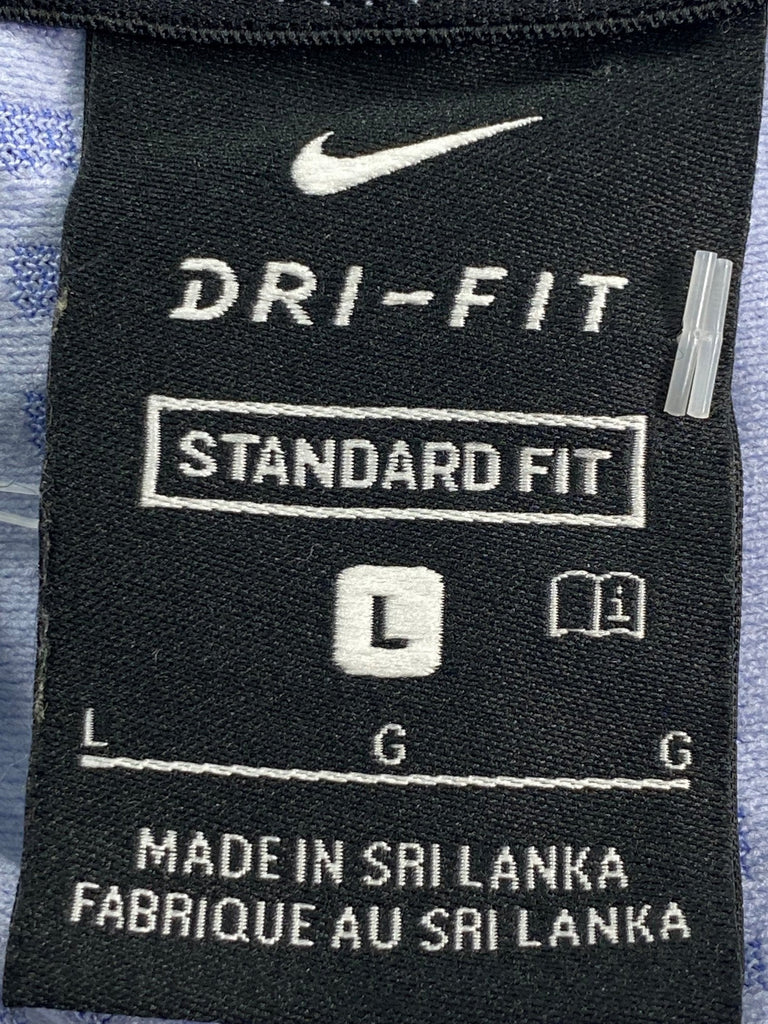 DRI-FIT
STANDARD FIT
L
i
L G G
MADE IN SRI LANKA
FABRIQUE AU SRI LANKA